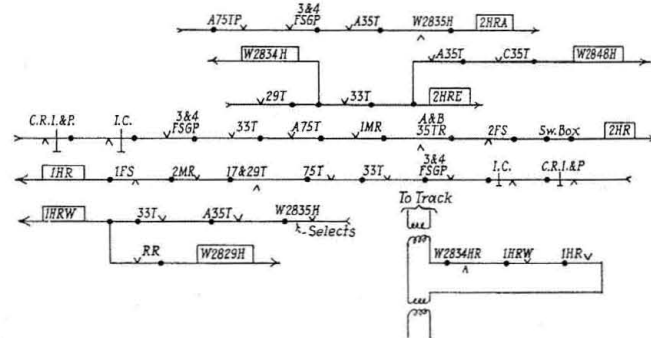 3&4
A75TP FSGP A35T W2835H 2HRA
W2834H A35T C35T W2848H
29T 33T 2HRE
C.R.I.&P. I.C. 3&4 FSGP 33T A75T 1MR A&B 35TR 2FS Sw.Box 2HR
1HR 1FS 2MR 17&29T 75T 33T 3&4 FSGP I.C. C.R.I.&P
1HRW 33T A35T W2835H
Selects
To Track
RR W2829H
W2834HR 1HRW 1HR